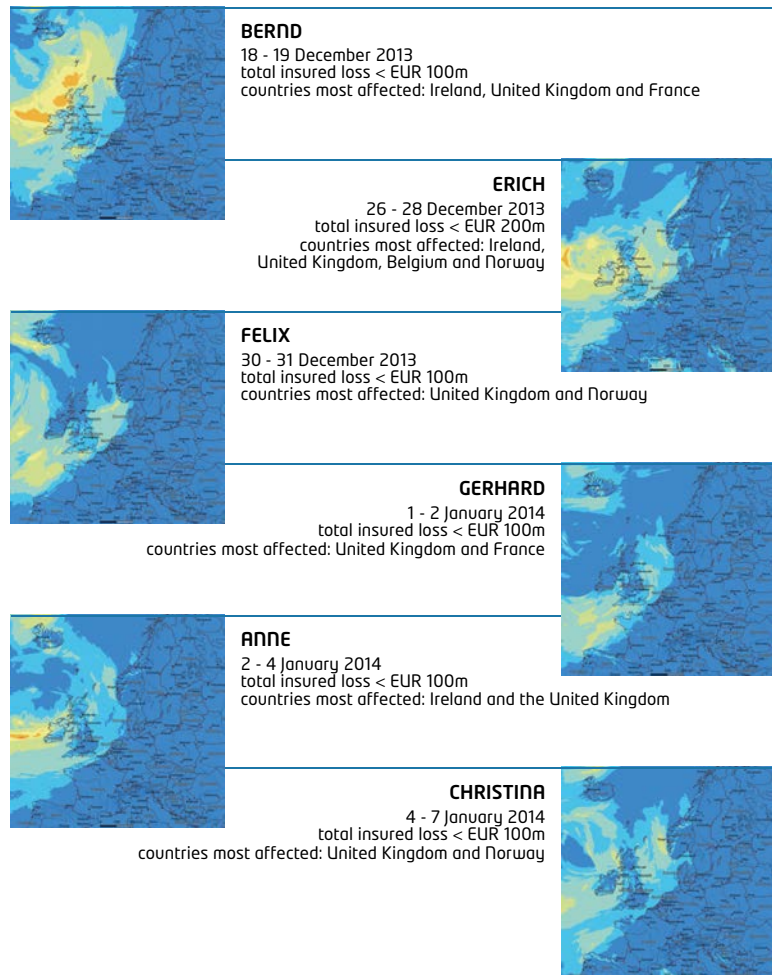 BERND
18 - 19 December 2013
total insured loss < EUR 100m
countries most affected: Ireland, United Kingdom and France
ERICH
26 - 28 December 2013
total insured loss < EUR 200m
countries most affected: Ireland,
United Kingdom, Belgium and Norway
FELIX
30 - 31 December 2013
total insured loss < EUR 100m
countries most affected: United Kingdom and Norway
GERHARD
1 - 2 January 2014
total insured loss < EUR 100m
countries most affected: United Kingdom and France
ANNE
2 - 4 January 2014
total insured loss < EUR 100m
countries most affected: Ireland and the United Kingdom
CHRISTINA
4 - 7 January 2014
total insured loss < EUR 100m
countries most affected: United Kingdom and Norway